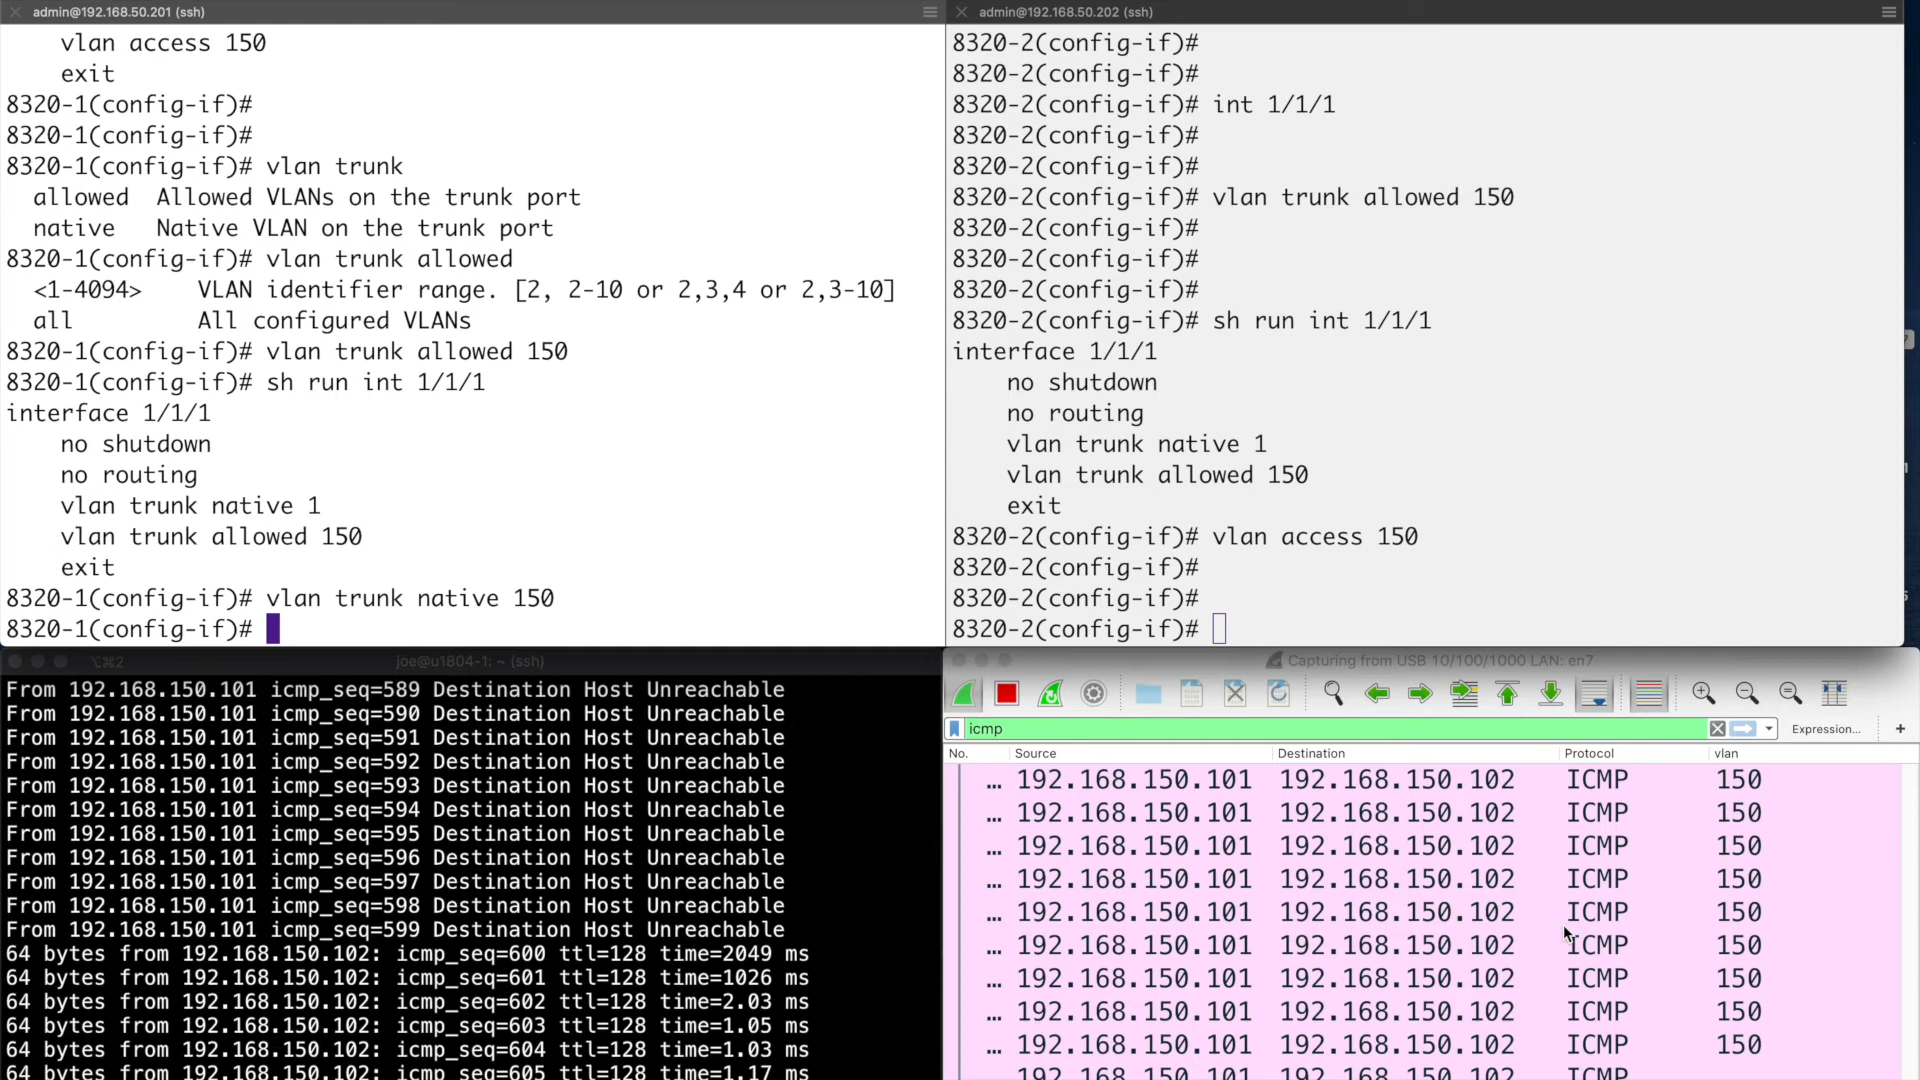 admin@192.168.50.201 (ssh)
vlan access 150
exit
8320-1(config-if)#
8320-1(config-if)#
8320-1(config-if)# vlan trunk
allowed  Allowed VLANs on the trunk port
native   Native VLAN on the trunk port
8320-1(config-if)# vlan trunk allowed
<1-4094>    VLAN identifier range. [2, 2-10 or 2,3,4 or 2,3-10]
all         All configured VLANs
8320-1(config-if)# vlan trunk allowed 150
8320-1(config-if)# sh run int 1/1/1
interface 1/1/1
no shutdown
no routing
vlan trunk native 1
vlan trunk allowed 150
exit
8320-1(config-if)# vlan trunk native 150
8320-1(config-if)#
admin@192.168.50.202 (ssh)
8320-2(config-if)#
8320-2(config-if)#
8320-2(config-if)# int 1/1/1
8320-2(config-if)#
8320-2(config-if)#
8320-2(config-if)# vlan trunk allowed 150
8320-2(config-if)#
8320-2(config-if)#
8320-2(config-if)#
8320-2(config-if)# sh run int 1/1/1
interface 1/1/1
no shutdown
no routing
vlan trunk native 1
vlan trunk allowed 150
exit
8320-2(config-if)# vlan access 150
8320-2(config-if)#
8320-2(config-if)#
8320-2(config-if)#
⌥⌘2 joe@u1804-1: ~ (ssh)
From 192.168.150.101 icmp_seq=589 Destination Host Unreachable
From 192.168.150.101 icmp_seq=590 Destination Host Unreachable
From 192.168.150.101 icmp_seq=591 Destination Host Unreachable
From 192.168.150.101 icmp_seq=592 Destination Host Unreachable
From 192.168.150.101 icmp_seq=593 Destination Host Unreachable
From 192.168.150.101 icmp_seq=594 Destination Host Unreachable
From 192.168.150.101 icmp_seq=595 Destination Host Unreachable
From 192.168.150.101 icmp_seq=596 Destination Host Unreachable
From 192.168.150.101 icmp_seq=597 Destination Host Unreachable
From 192.168.150.101 icmp_seq=598 Destination Host Unreachable
From 192.168.150.101 icmp_seq=599 Destination Host Unreachable
64 bytes from 192.168.150.102: icmp_seq=600 ttl=128 time=2049 ms
64 bytes from 192.168.150.102: icmp_seq=601 ttl=128 time=1026 ms
64 bytes from 192.168.150.102: icmp_seq=602 ttl=128 time=2.03 ms
64 bytes from 192.168.150.102: icmp_seq=603 ttl=128 time=1.05 ms
64 bytes from 192.168.150.102: icmp_seq=604 ttl=128 time=1.03 ms
64 bytes from 192.168.150.102: icmp_seq=605 ttl=128 time=1.17 ms
Capturing from USB 10/100/1000 LAN: en7
icmp Expression... +
No. Source Destination Protocol vlan
... 192.168.150.101 192.168.150.102 ICMP 150
... 192.168.150.101 192.168.150.102 ICMP 150
... 192.168.150.101 192.168.150.102 ICMP 150
... 192.168.150.101 192.168.150.102 ICMP 150
... 192.168.150.101 192.168.150.102 ICMP 150
... 192.168.150.101 192.168.150.102 ICMP 150
... 192.168.150.101 192.168.150.102 ICMP 150
... 192.168.150.101 192.168.150.102 ICMP 150
... 192.168.150.101 192.168.150.102 ICMP 150